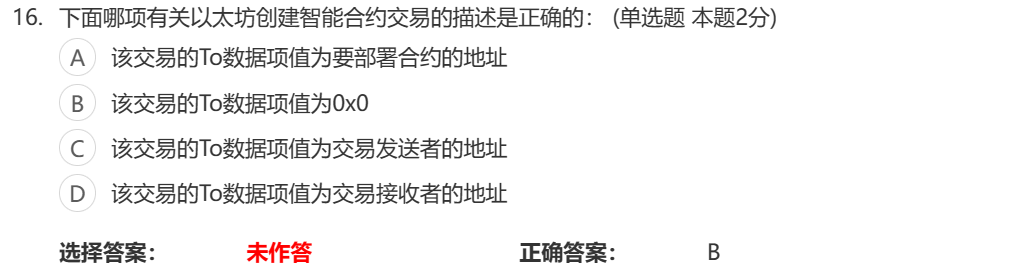 16. 下面哪项有关以太坊创建智能合约交易的描述是正确的： (单选题 本题2分)
A 该交易的To数据项值为要部署合约的地址
B 该交易的To数据项值为0x0
C 该交易的To数据项值为交易发送者的地址
D 该交易的To数据项值为交易接收者的地址
选择答案： 未作答 正确答案： B